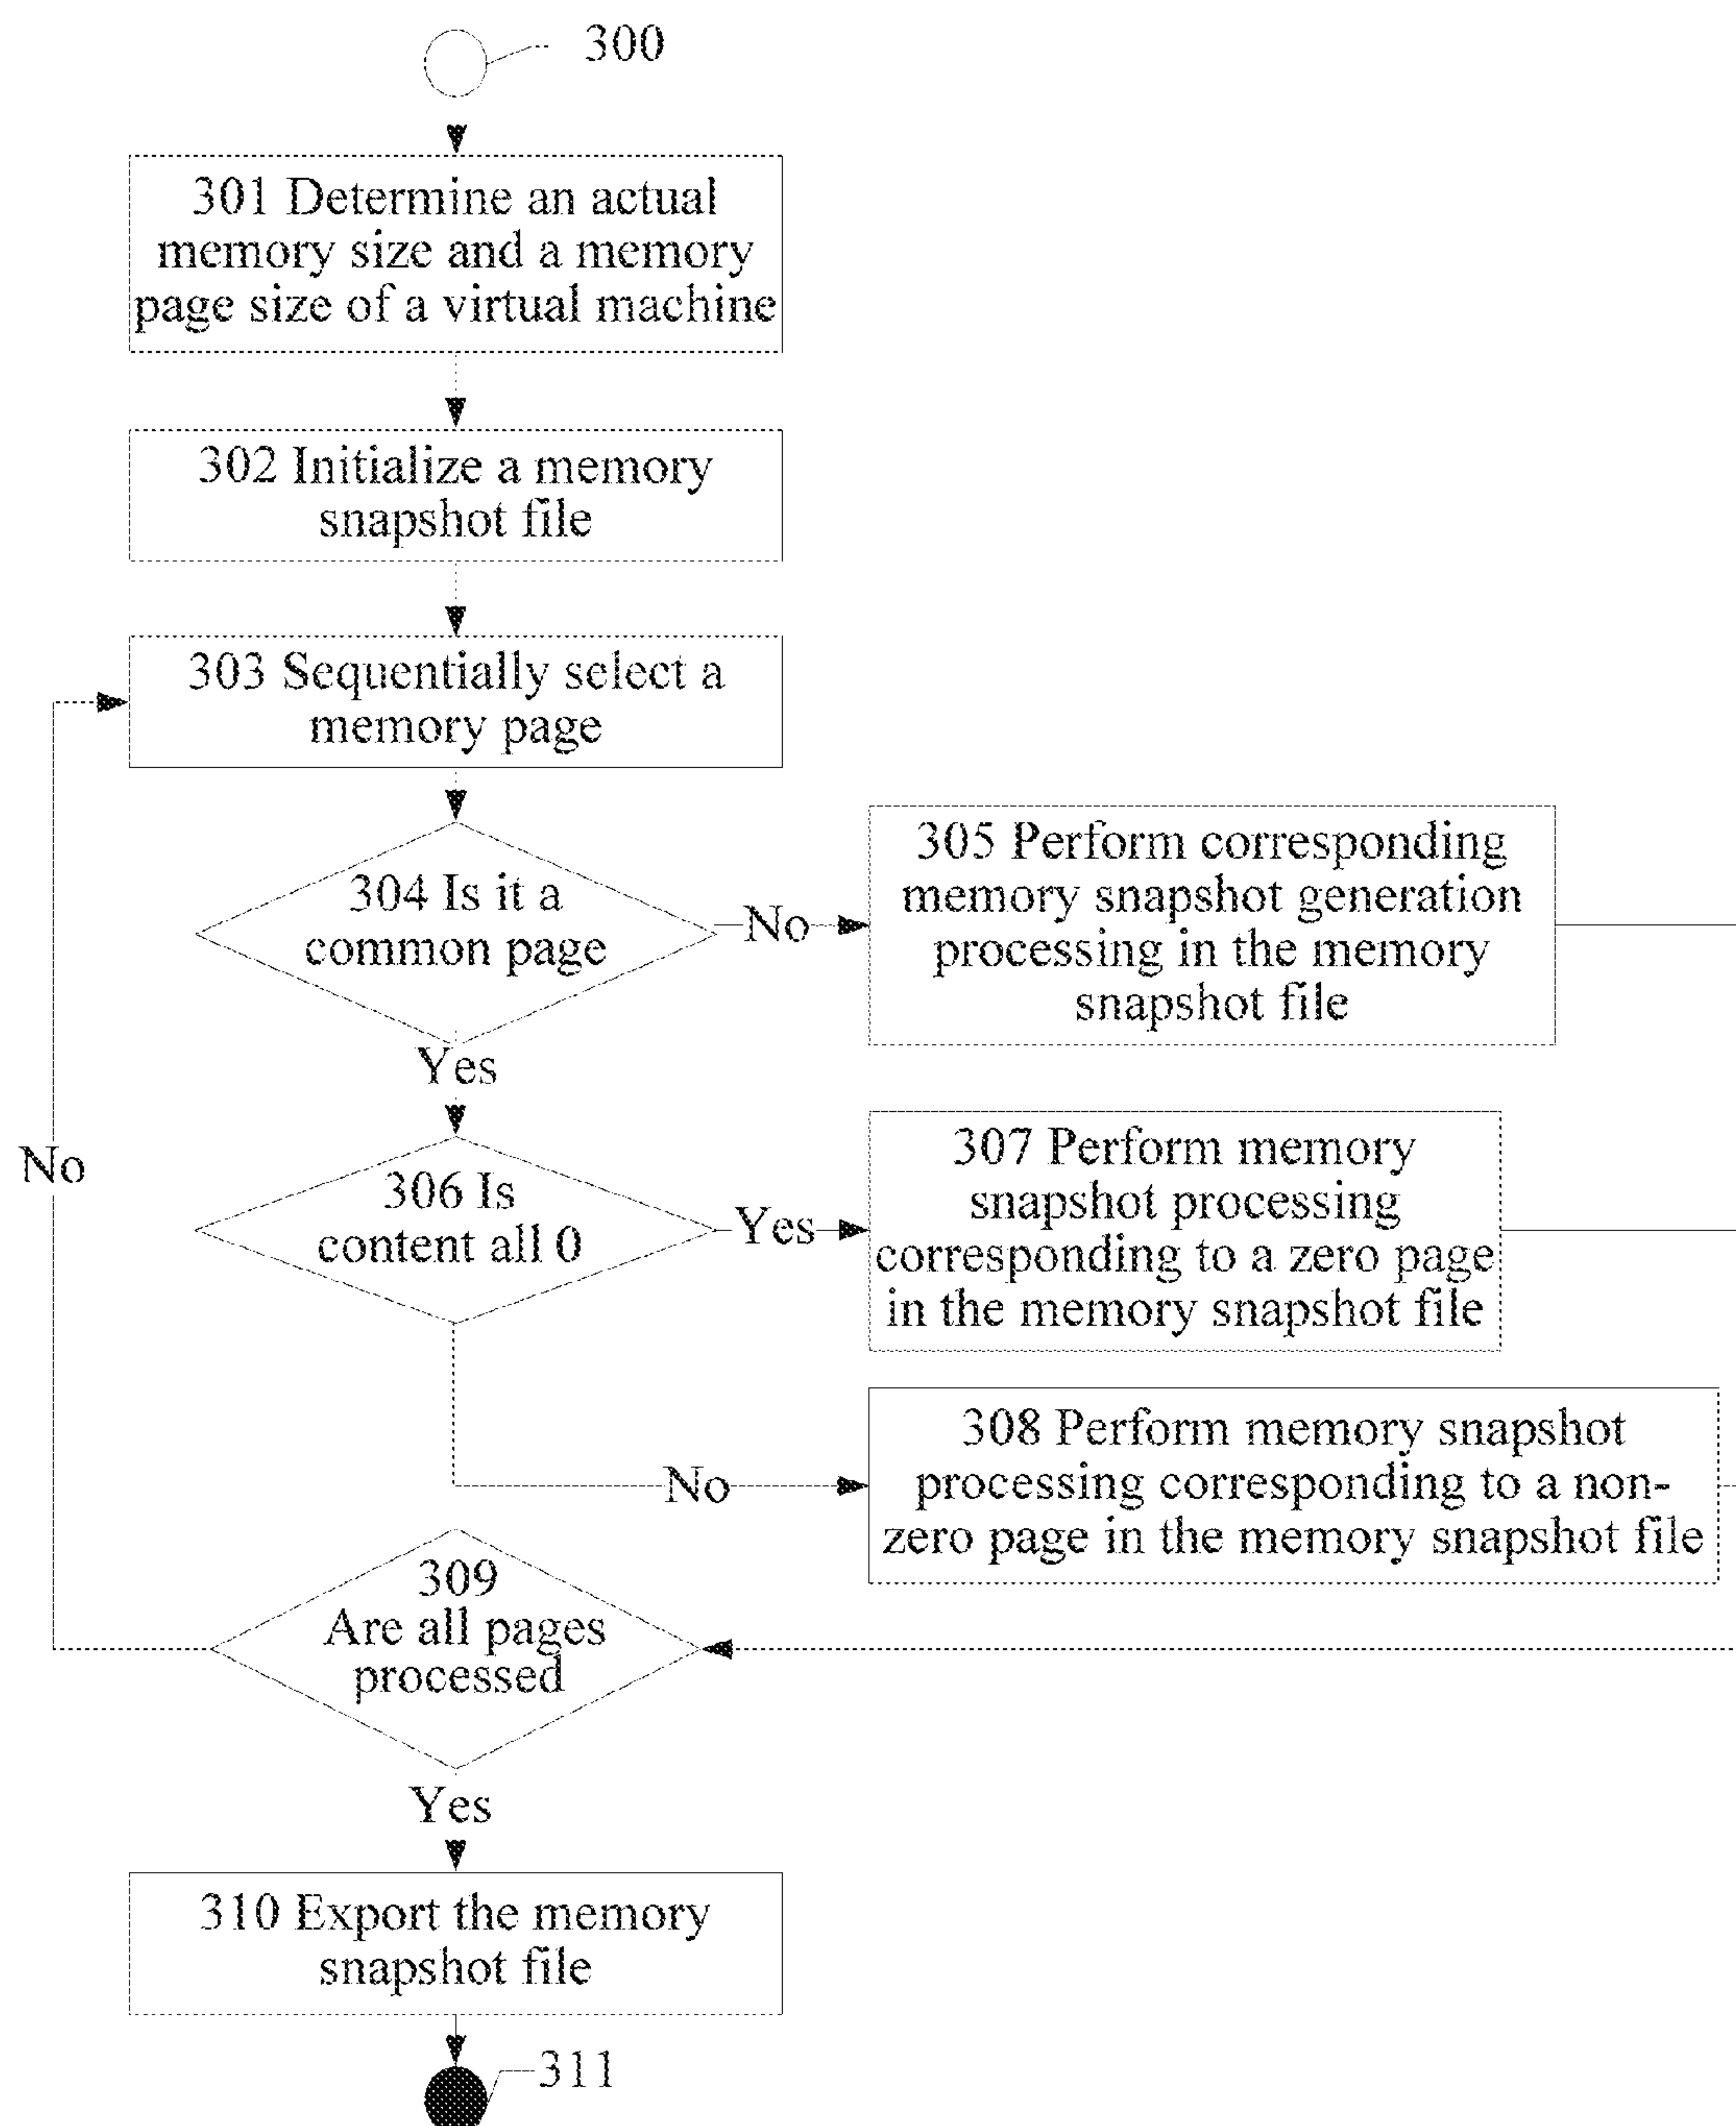 300
301 Determine an actual
memory size and a memory
page size of a virtual machine
302 Initialize a memory
snapshot file
303 Sequentially select a
memory page
304 Is it a
common page
No
305 Perform corresponding
memory snapshot generation
processing in the memory
snapshot file
Yes
306 Is
content all 0
Yes
307 Perform memory
snapshot processing
corresponding to a zero page
in the memory snapshot file
No
No
308 Perform memory snapshot
processing corresponding to a non-
zero page in the memory snapshot file
309
Are all pages
processed
Yes
310 Export the memory
snapshot file
311